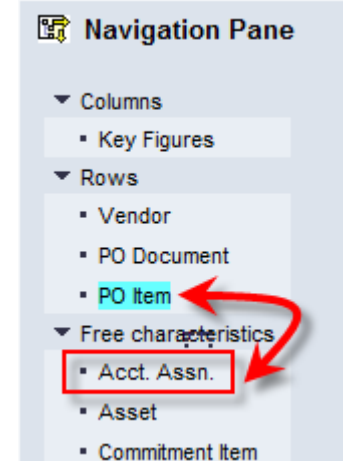 Navigation Pane
Columns
Key Figures
Rows
Vendor
PO Document
PO Item
Free characteristics
Acct. Assn.
Asset
Commitment Item